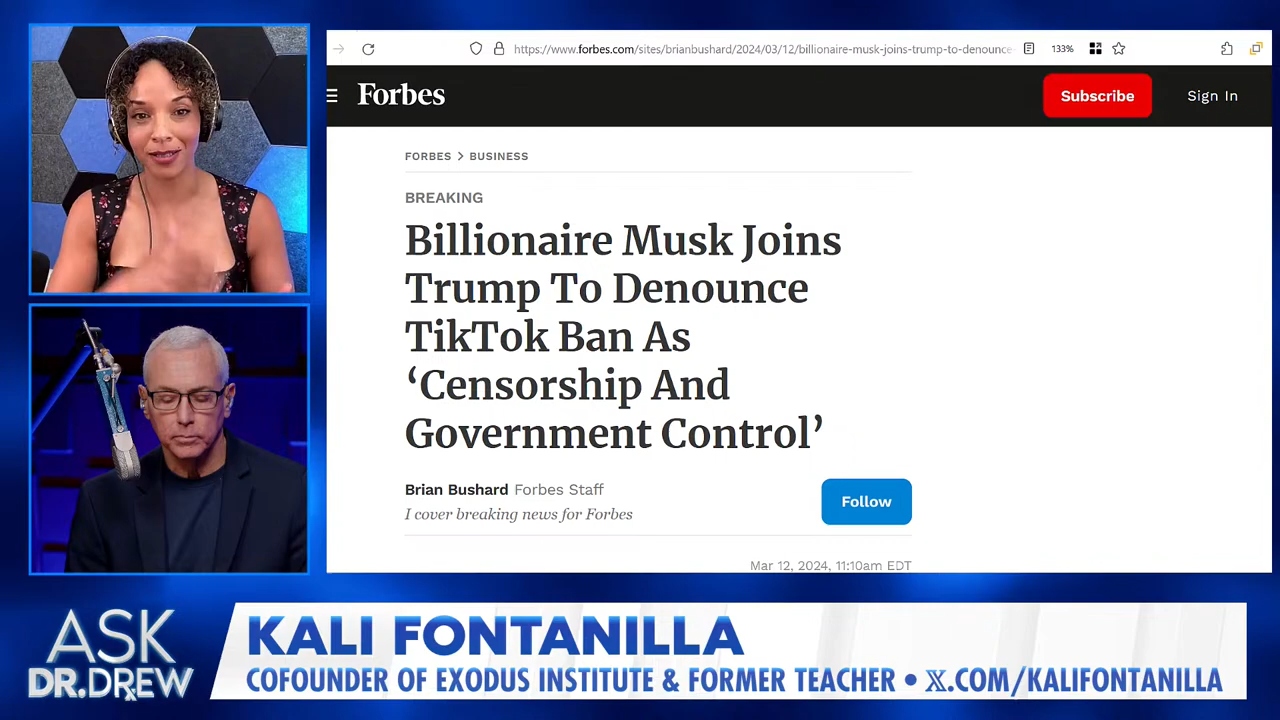 https://www.forbes.com/sites/brianbushard/2024/03/12/billionaire-musk-joins-trump-to-denounce-
133%
Forbes
Subscribe
Sign In
FORBES > BUSINESS
BREAKING
Billionaire Musk Joins
Trump To Denounce
TikTok Ban As
‘Censorship And
Government Control’
Brian Bushard Forbes Staff
I cover breaking news for Forbes
Follow
Mar 12, 2024, 11:10am EDT
ASK
DR.DREW
KALI FONTANILLA
COFOUNDER OF EXODUS INSTITUTE & FORMER TEACHER • X.COM/KALIFONTANILLA